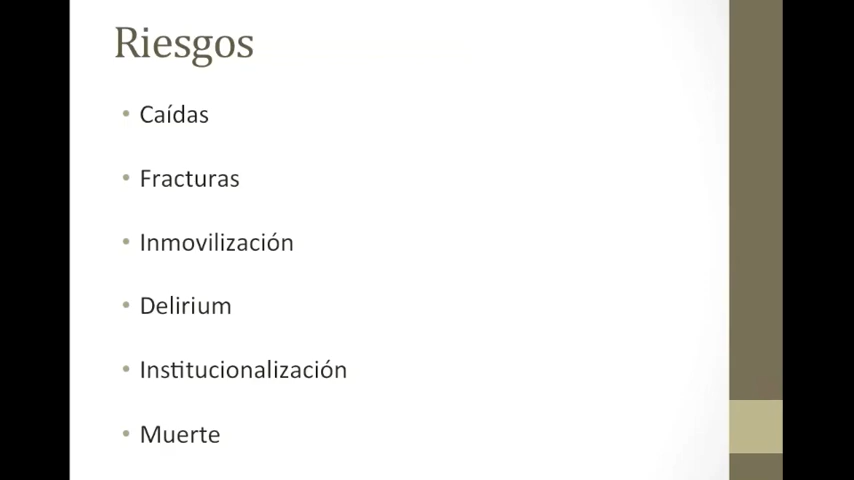 Riesgos
• Caídas
• Fracturas
• Inmovilización
• Delirium
• Institucionalización
• Muerte